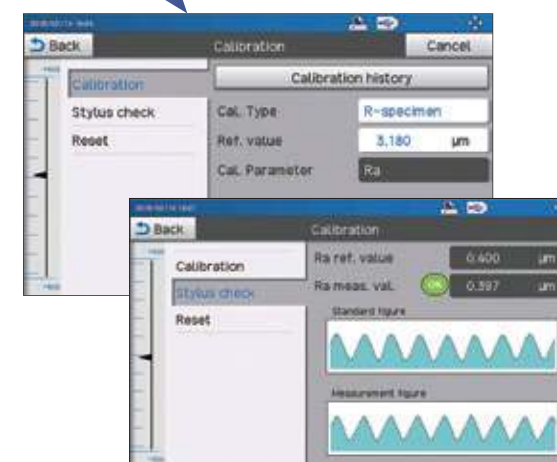 Back Calibration Cancel
Calibration Calibration history
Stylus check Cal. Type R-specimen
Reset Ref. value 3.180 µm
Cal. Parameter Ra
Back Calibration
Calibration Ra ref. value 0.400 µm
Stylus check Ra meas. val. OK 0.397 µm
Reset Standard figure
Measurement figure